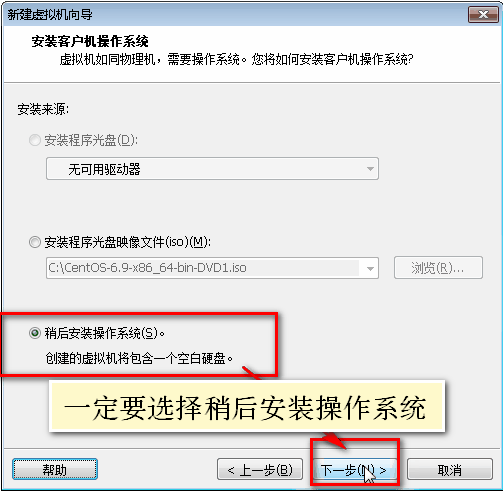 新建虚拟机向导
安装客户机操作系统
虚拟机如同物理机，需要操作系统。您将如何安装客户机操作系统?
安装来源:
安装程序光盘(D):
无可用驱动器
安装程序光盘映像文件(iso)(M):
C:\CentOS-6.9-x86_64-bin-DVD1.iso
浏览(R)...
稍后安装操作系统(S)。
创建的虚拟机将包含一个空白硬盘。
一定要选择稍后安装操作系统
帮助
< 上一步(B)
下一步(N) >
取消